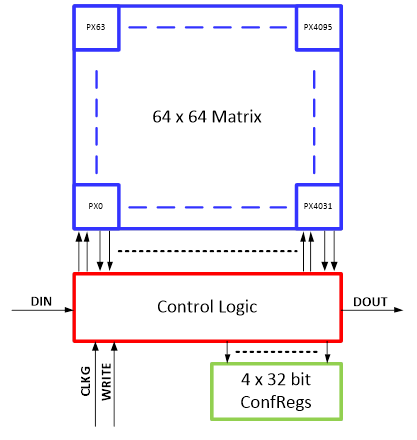 PX63
PX4095
64 x 64 Matrix
PX0
PX4031
DIN
Control Logic
DOUT
CLKG
WRITE
4 x 32 bit
ConfRegs